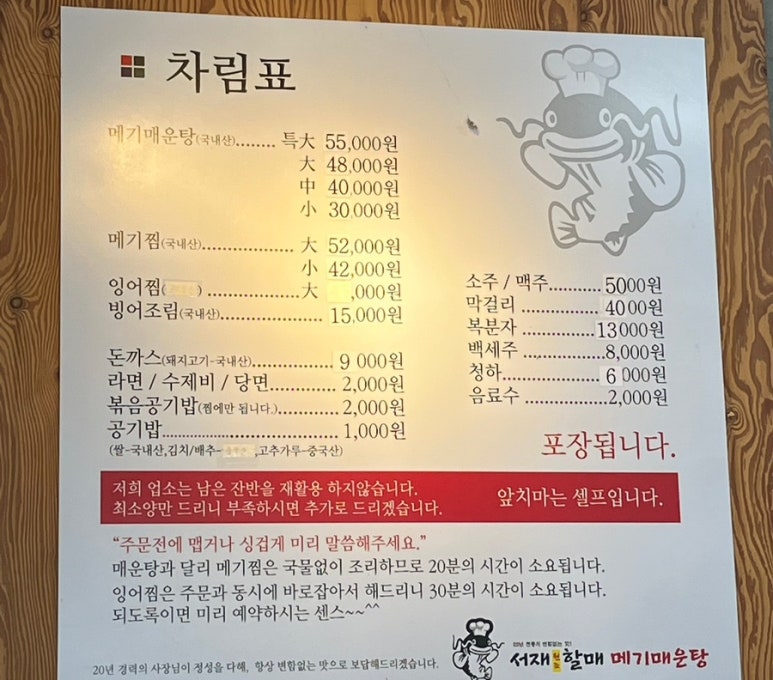 차림표
메기매운탕(국내산)........ 특大 55,000원
大 48,000원
中 40,000원
小 30,000원
메기찜(국내산).................. 大 52,000원
小 42,000원
잉어찜( ) ..................大 ,000원
빙어조림(국내산).................... 15,000원
돈까스(돼지고기-국내산)................ 9 000원
라면 / 수제비 / 당면............. 2,000원
볶음공기밥(찜에만 됩니다.)............ 2,000원
공기밥.................................. 1,000원
(쌀-국내산,김치/배추- ,고추가루-중국산)
소주 / 맥주.......... 5000원
막걸리 ............... 4000원
복분자 ...............13000원
백세주 ................8,000원
청하................... 6 000원
음료수 ................2,000원
포장됩니다.
저희 업소는 남은 잔반을 재활용 하지않습니다.
최소양만 드리니 부족하시면 추가로 드리겠습니다.
앞치마는 셀프입니다.
“주문전에 맵거나 싱겁게 미리 말씀해주세요.”
매운탕과 달리 메기찜은 국물없이 조리하므로 20분의 시간이 소요됩니다.
잉어찜은 주문과 동시에 바로잡아서 해드리니 30분의 시간이 소요됩니다.
되도록이면 미리 예약하시는 센스~~^^
20년 경력의 사장님이 정성을 다해, 항상 변함없는 맛으로 보답해드리겠습니다.
20년 전통의 변함없는 맛!
서재 할매 메기매운탕